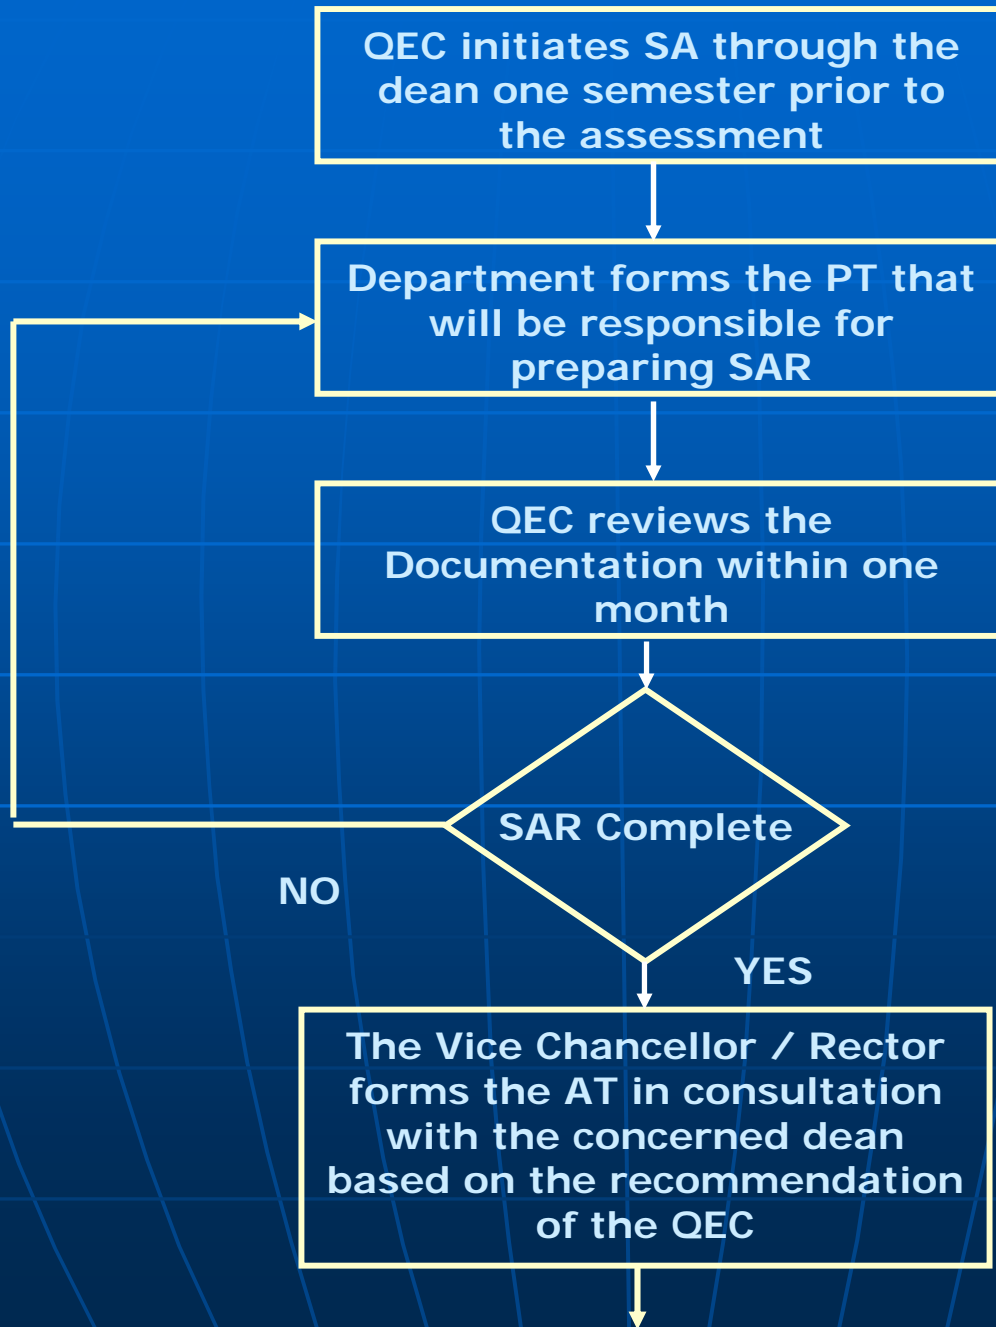 QEC initiates SA through the
dean one semester prior to
the assessment
Department forms the PT that
will be responsible for
preparing SAR
QEC reviews the
Documentation within one
month
SAR Complete
NO
YES
The Vice Chancellor / Rector
forms the AT in consultation
with the concerned dean
based on the recommendation
of the QEC